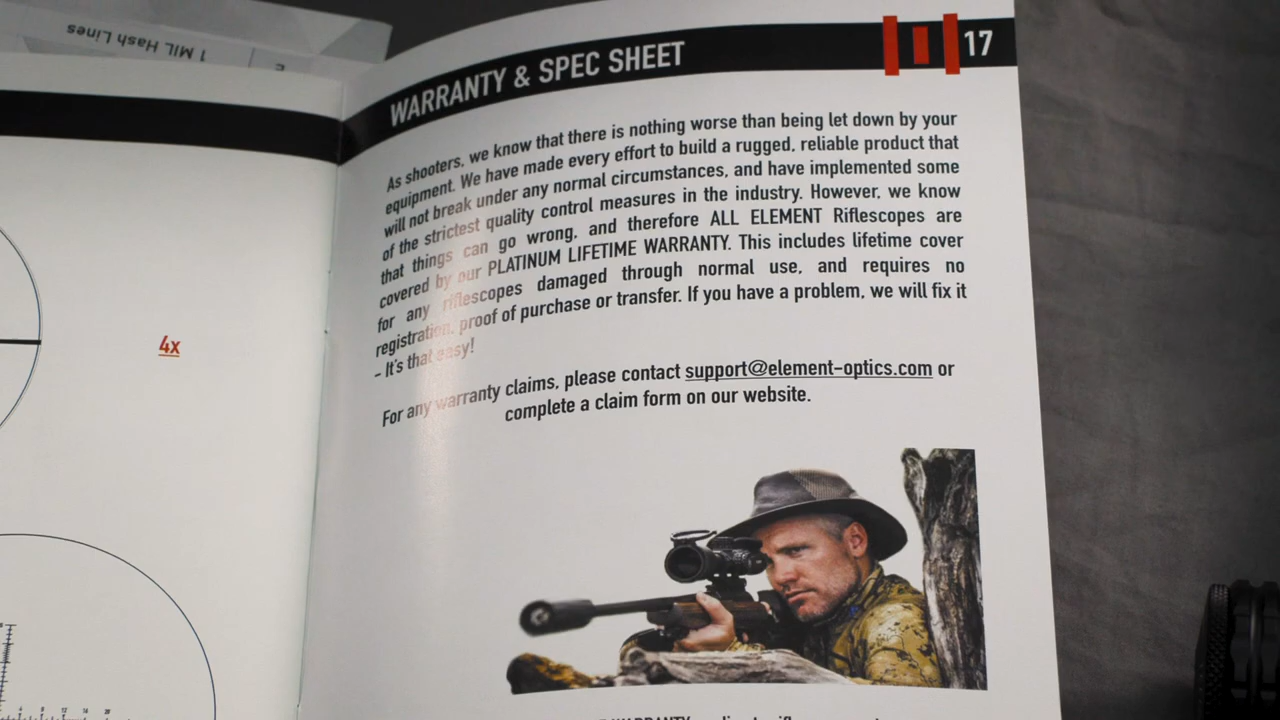 1 MIL Hash Lines
WARRANTY & SPEC SHEET
17
As shooters, we know that there is nothing worse than being let down by your
equipment. We have made every effort to build a rugged, reliable product that
will not break under any normal circumstances, and have implemented some
of the strictest quality control measures in the industry. However, we know
that things can go wrong, and therefore ALL ELEMENT Riflescopes are
covered by our PLATINUM LIFETIME WARRANTY. This includes lifetime cover
for any riflescopes damaged through normal use, and requires no
registration, proof of purchase or transfer. If you have a problem, we will fix it
- It's that easy!
4x
For any warranty claims, please contact support@element-optics.com or
complete a claim form on our website.